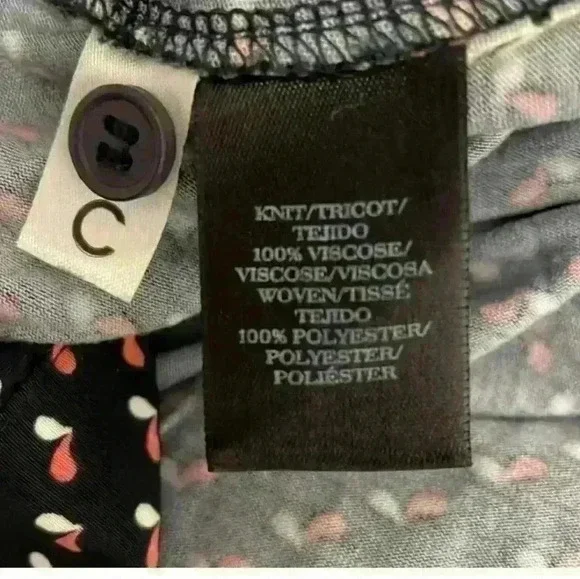 C
KNIT/TRICOT/
TEJIDO
100% VISCOSE/
VISCOSE/VISCOSA
WOVEN/TISSÉ
TEJIDO
100% POLYESTER/
POLYESTER/
POLIÉSTER